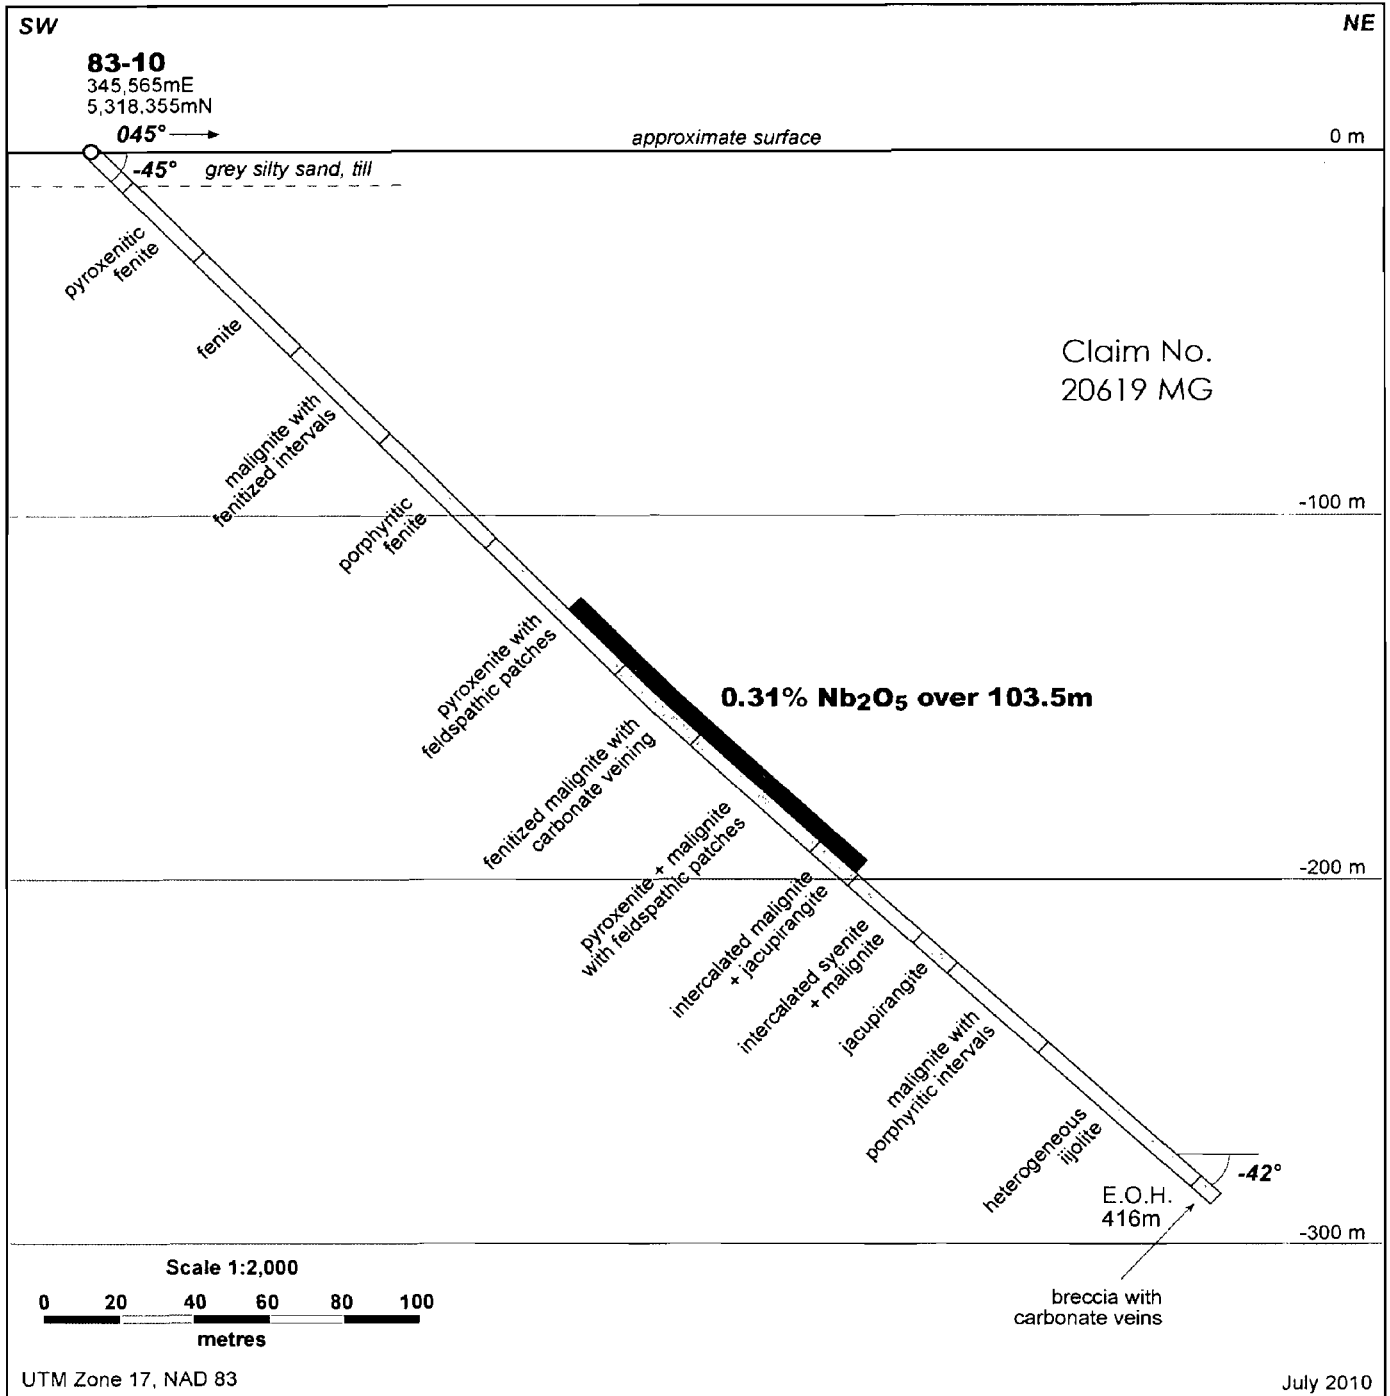 SW
NE
83-10
345,565mE
5,318,355mN
045°
approximate surface
0 m
-45°
grey silty sand, till
pyroxenitic
fenite
fenite
Claim No.
20619 MG
malignite with
fenitized intervals
-100 m
porphyritic
fenite
pyroxenite with
feldspathic patches
0.31% Nb₂O₅ over 103.5m
fenitized malignite with
carbonate veining
pyroxenite + malignite
with feldspathic patches
-200 m
intercalated malignite
+ jacupirangite
intercalated syenite
+ malignite
jacupirangite
malignite with
porphyritic intervals
heterogeneous
iijolite
-42°
E.O.H.
416m
-300 m
breccia with
carbonate veins
Scale 1:2,000
0 20 40 60 80 100
metres
UTM Zone 17, NAD 83
July 2010